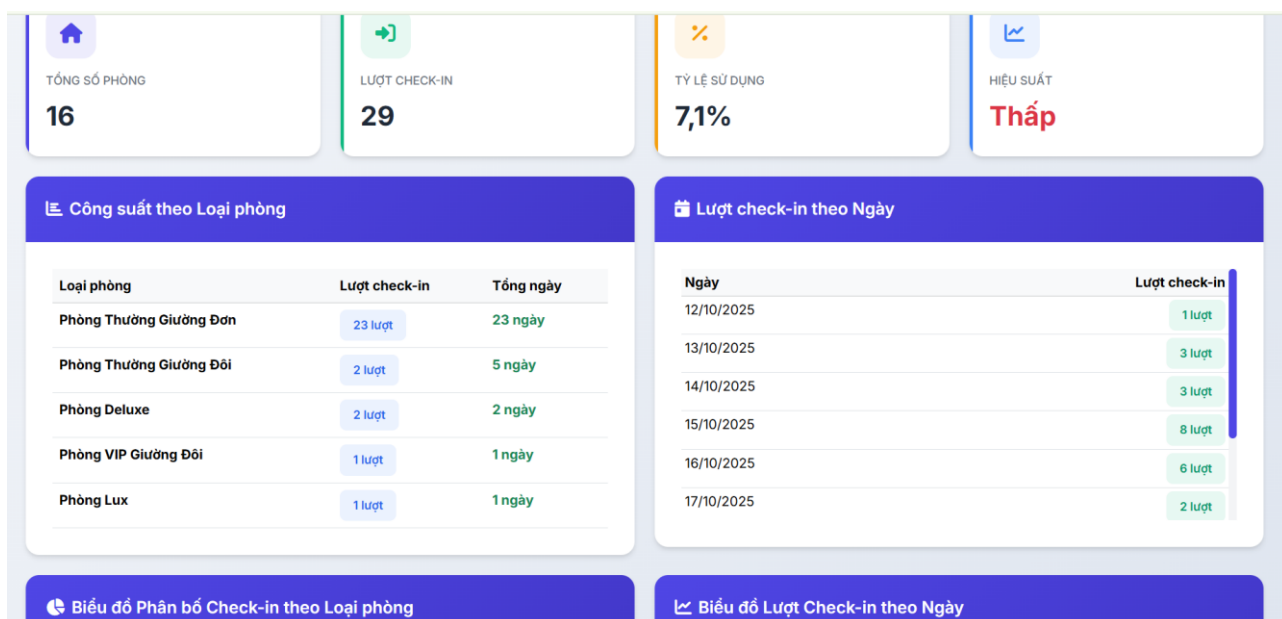 TỔNG SỐ PHÒNG
16
LƯỢT CHECK-IN
29
TỶ LỆ SỬ DỤNG
7,1%
HIỆU SUẤT
Thấp
Công suất theo Loại phòng
Loại phòng Lượt check-in Tổng ngày
Phòng Thường Giường Đơn 23 lượt 23 ngày
Phòng Thường Giường Đôi 2 lượt 5 ngày
Phòng Deluxe 2 lượt 2 ngày
Phòng VIP Giường Đôi 1 lượt 1 ngày
Phòng Lux 1 lượt 1 ngày
Lượt check-in theo Ngày
Ngày Lượt check-in
12/10/2025 1 lượt
13/10/2025 3 lượt
14/10/2025 3 lượt
15/10/2025 8 lượt
16/10/2025 6 lượt
17/10/2025 2 lượt
Biểu đồ Phân bố Check-in theo Loại phòng
Biểu đồ Lượt Check-in theo Ngày